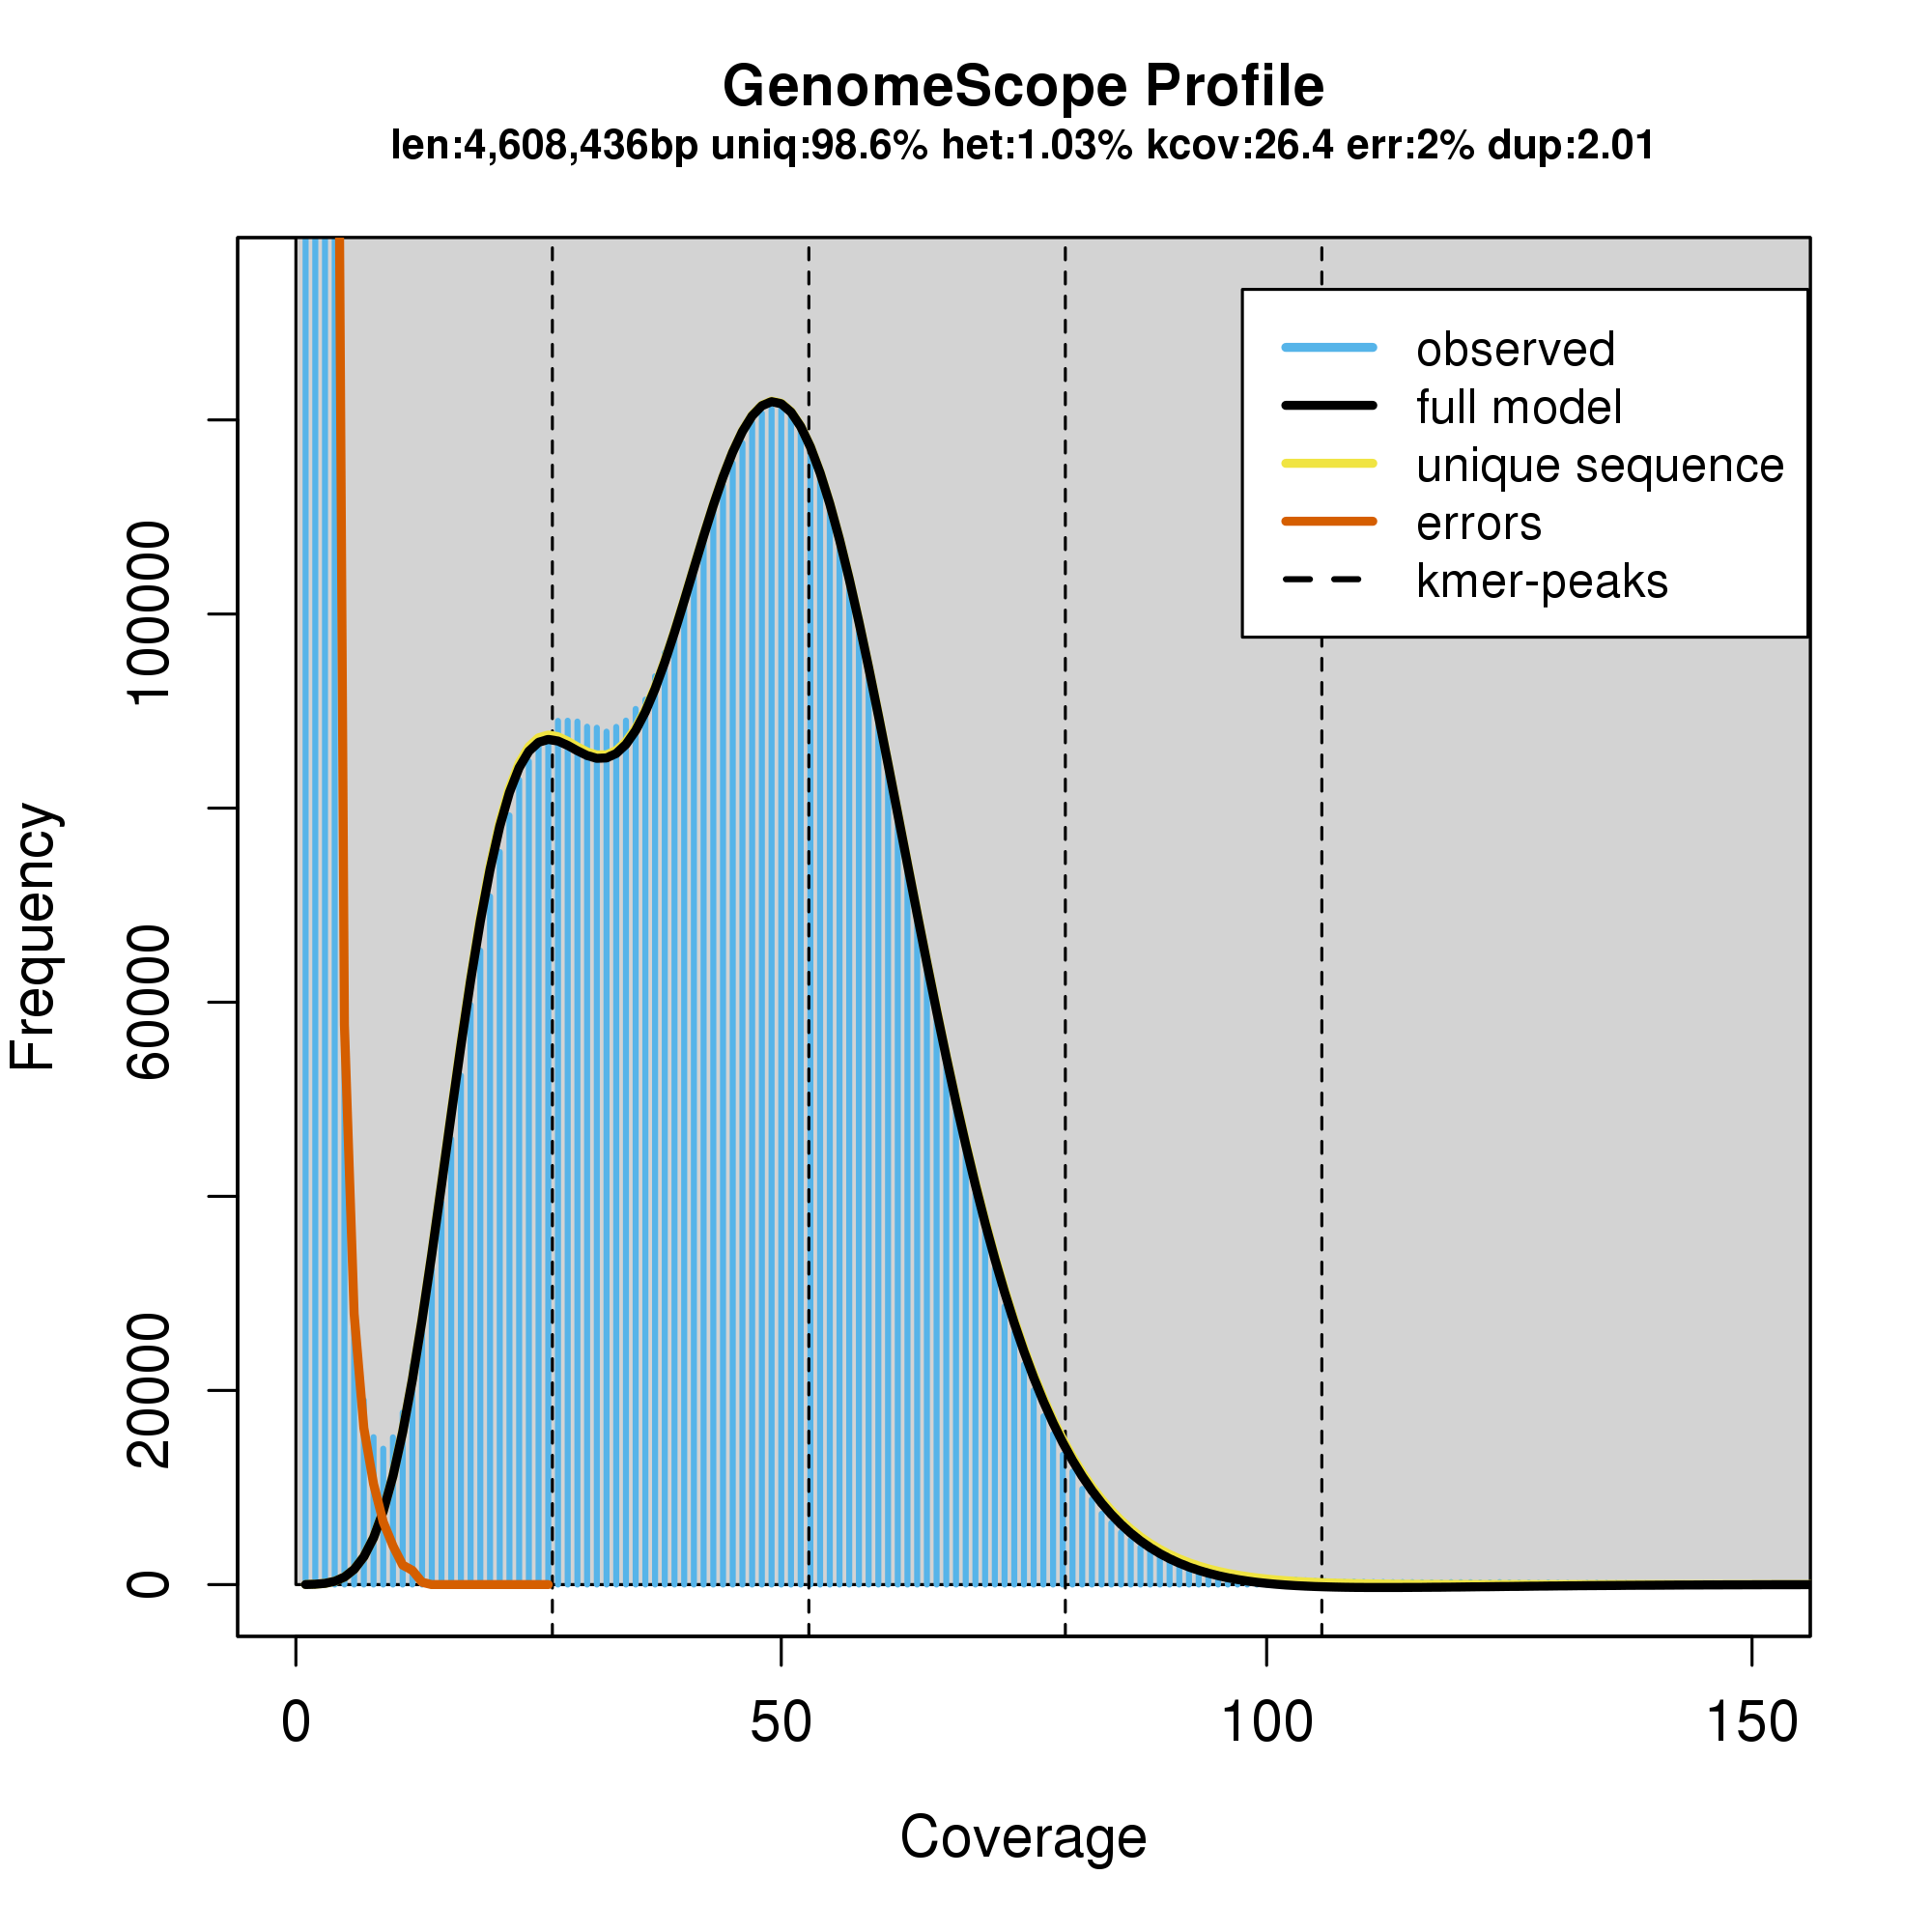 GenomeScope Profile
len:4,608,436bp uniq:98.6% het:1.03% kcov:26.4 err:2% dup:2.01
observed
full model
unique sequence
errors
kmer-peaks
Frequency
100000
60000
20000
0
0 50 100 150
Coverage